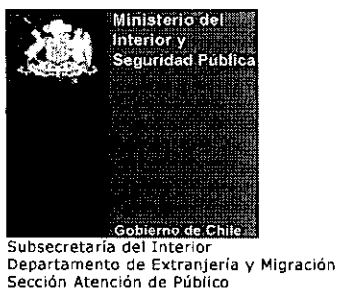 Ministerio del
Interior y
Seguridad Pública
Gobierno de Chile
Subsecretaría del Interior
Departamento de Extranjería y Migración
Sección Atención de Público